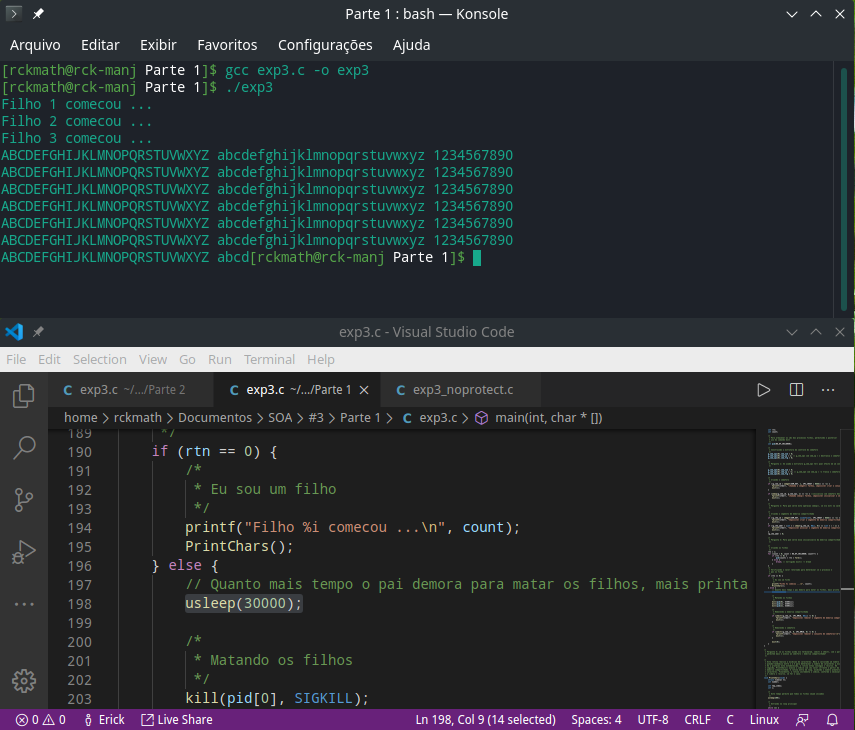 Parte 1 : bash — Konsole
Arquivo Editar Exibir Favoritos Configurações Ajuda
[rckmath@rck-manj Parte 1]$ gcc exp3.c -o exp3
[rckmath@rck-manj Parte 1]$ ./exp3
Filho 1 comecou ...
Filho 2 comecou ...
Filho 3 comecou ...
ABCDEFGHIJKLMNOPQRSTUVWXYZ abcdefghijklmnopqrstuvwxyz 1234567890
ABCDEFGHIJKLMNOPQRSTUVWXYZ abcdefghijklmnopqrstuvwxyz 1234567890
ABCDEFGHIJKLMNOPQRSTUVWXYZ abcdefghijklmnopqrstuvwxyz 1234567890
ABCDEFGHIJKLMNOPQRSTUVWXYZ abcdefghijklmnopqrstuvwxyz 1234567890
ABCDEFGHIJKLMNOPQRSTUVWXYZ abcdefghijklmnopqrstuvwxyz 1234567890
ABCDEFGHIJKLMNOPQRSTUVWXYZ abcdefghijklmnopqrstuvwxyz 1234567890
ABCDEFGHIJKLMNOPQRSTUVWXYZ abcd[rckmath@rck-manj Parte 1]$
exp3.c - Visual Studio Code
File Edit Selection View Go Run Terminal Help
C exp3.c ~/.../Parte 2 C exp3.c ~/.../Parte 1 C exp3_noprotect.c
home > rckmath > Documentos > SOA > #3 > Parte 1 > C exp3.c > main(int, char * [])
189 */
190 if (rtn == 0) {
191 /*
192 * Eu sou um filho
193 */
194 printf("Filho %i comecou ...\n", count);
195 PrintChars();
196 } else {
197 // Quanto mais tempo o pai demora para matar os filhos, mais printa
198 usleep(30000);
199
200 /*
201 * Matando os filhos
202 */
203 kill(pid[0], SIGKILL);
0 0 Erick Live Share Ln 198, Col 9 (14 selected) Spaces: 4 UTF-8 CRLF C Linux